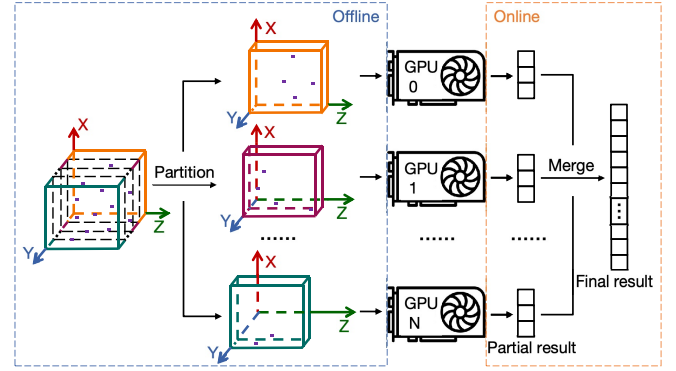 Offline
Online
X
Y
Z
GPU
0
X
Y
Z
Partition
X
Y
Z
GPU
1
Merge
......
......
......
...
X
Y
Z
GPU
N
Final result
Partial result